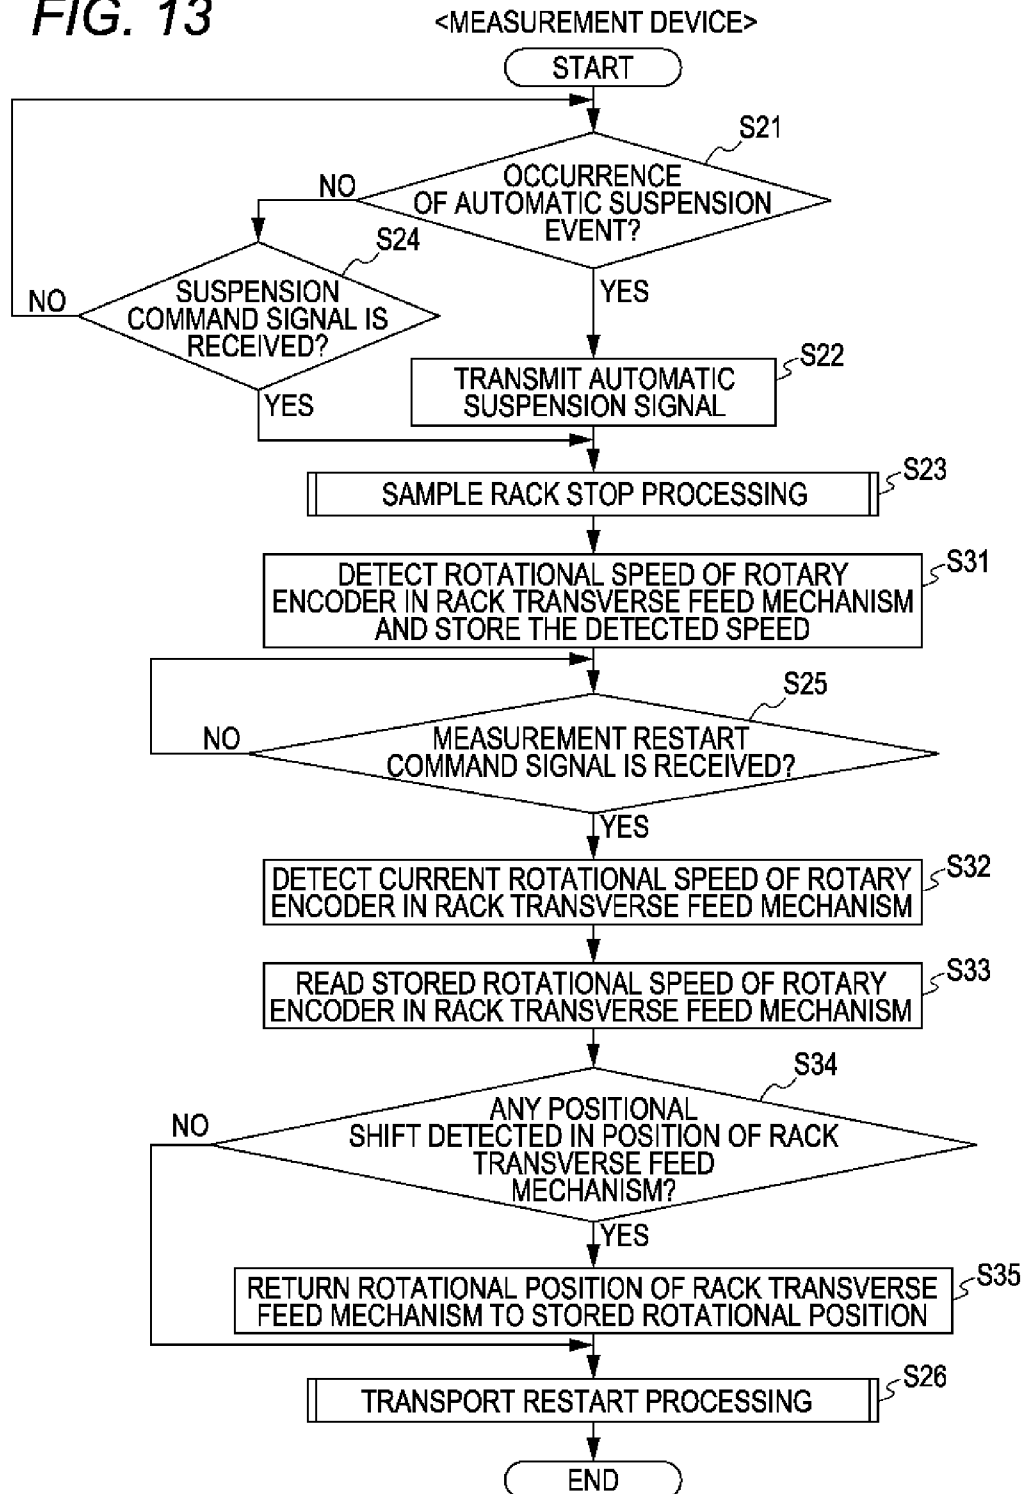 FIG. 13
<MEASUREMENT DEVICE>
START
S21
OCCURRENCE
OF AUTOMATIC SUSPENSION
EVENT?
NO
YES
S24
SUSPENSION
COMMAND SIGNAL IS
RECEIVED?
NO
YES
S22
TRANSMIT AUTOMATIC
SUSPENSION SIGNAL
S23
SAMPLE RACK STOP PROCESSING
S31
DETECT ROTATIONAL SPEED OF ROTARY
ENCODER IN RACK TRANSVERSE FEED MECHANISM
AND STORE THE DETECTED SPEED
S25
MEASUREMENT RESTART
COMMAND SIGNAL IS RECEIVED?
NO
YES
S32
DETECT CURRENT ROTATIONAL SPEED OF ROTARY
ENCODER IN RACK TRANSVERSE FEED MECHANISM
S33
READ STORED ROTATIONAL SPEED OF ROTARY
ENCODER IN RACK TRANSVERSE FEED MECHANISM
S34
ANY POSITIONAL
SHIFT DETECTED IN POSITION OF RACK
TRANSVERSE FEED
MECHANISM?
NO
YES
S35
RETURN ROTATIONAL POSITION OF RACK TRANSVERSE
FEED MECHANISM TO STORED ROTATIONAL POSITION
S26
TRANSPORT RESTART PROCESSING
END